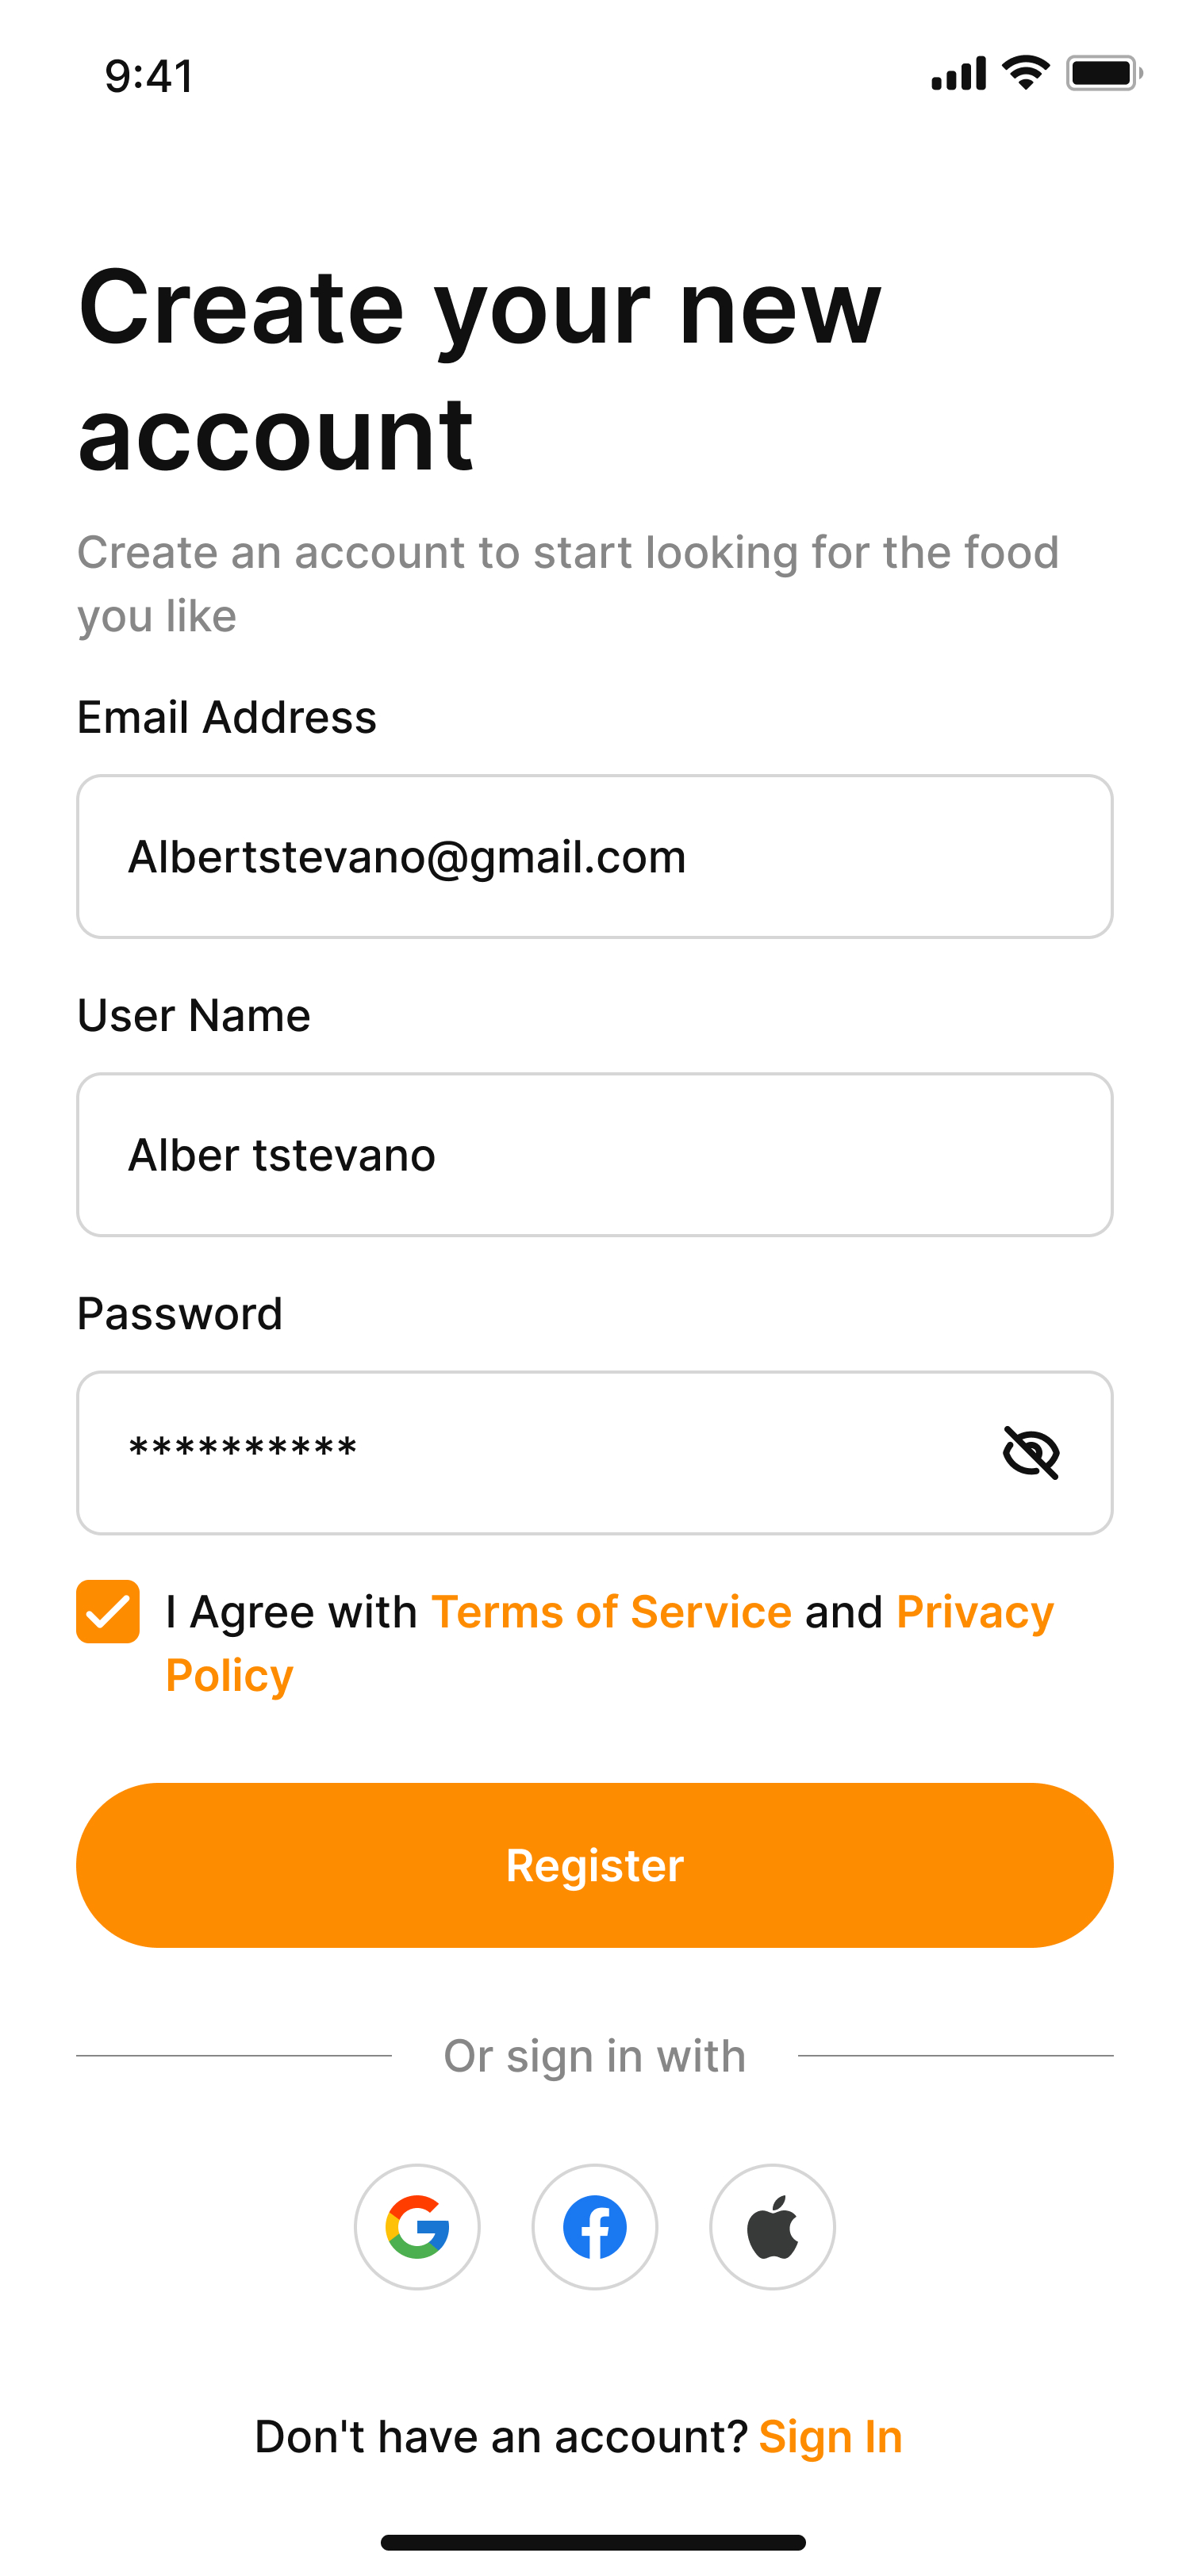 9:41
Create your new
account
Create an account to start looking for the food
you like
Email Address
Albertstevano@gmail.com
User Name
Alber tstevano
Password
**********
I Agree with Terms of Service and Privacy
Policy
Register
Or sign in with
Don't have an account? Sign In